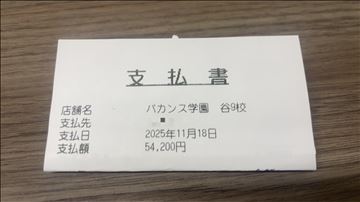 支払書
店舗名 バカンス学園 谷9校
支払先
支払日 2025年11月18日
支払額 54,200円